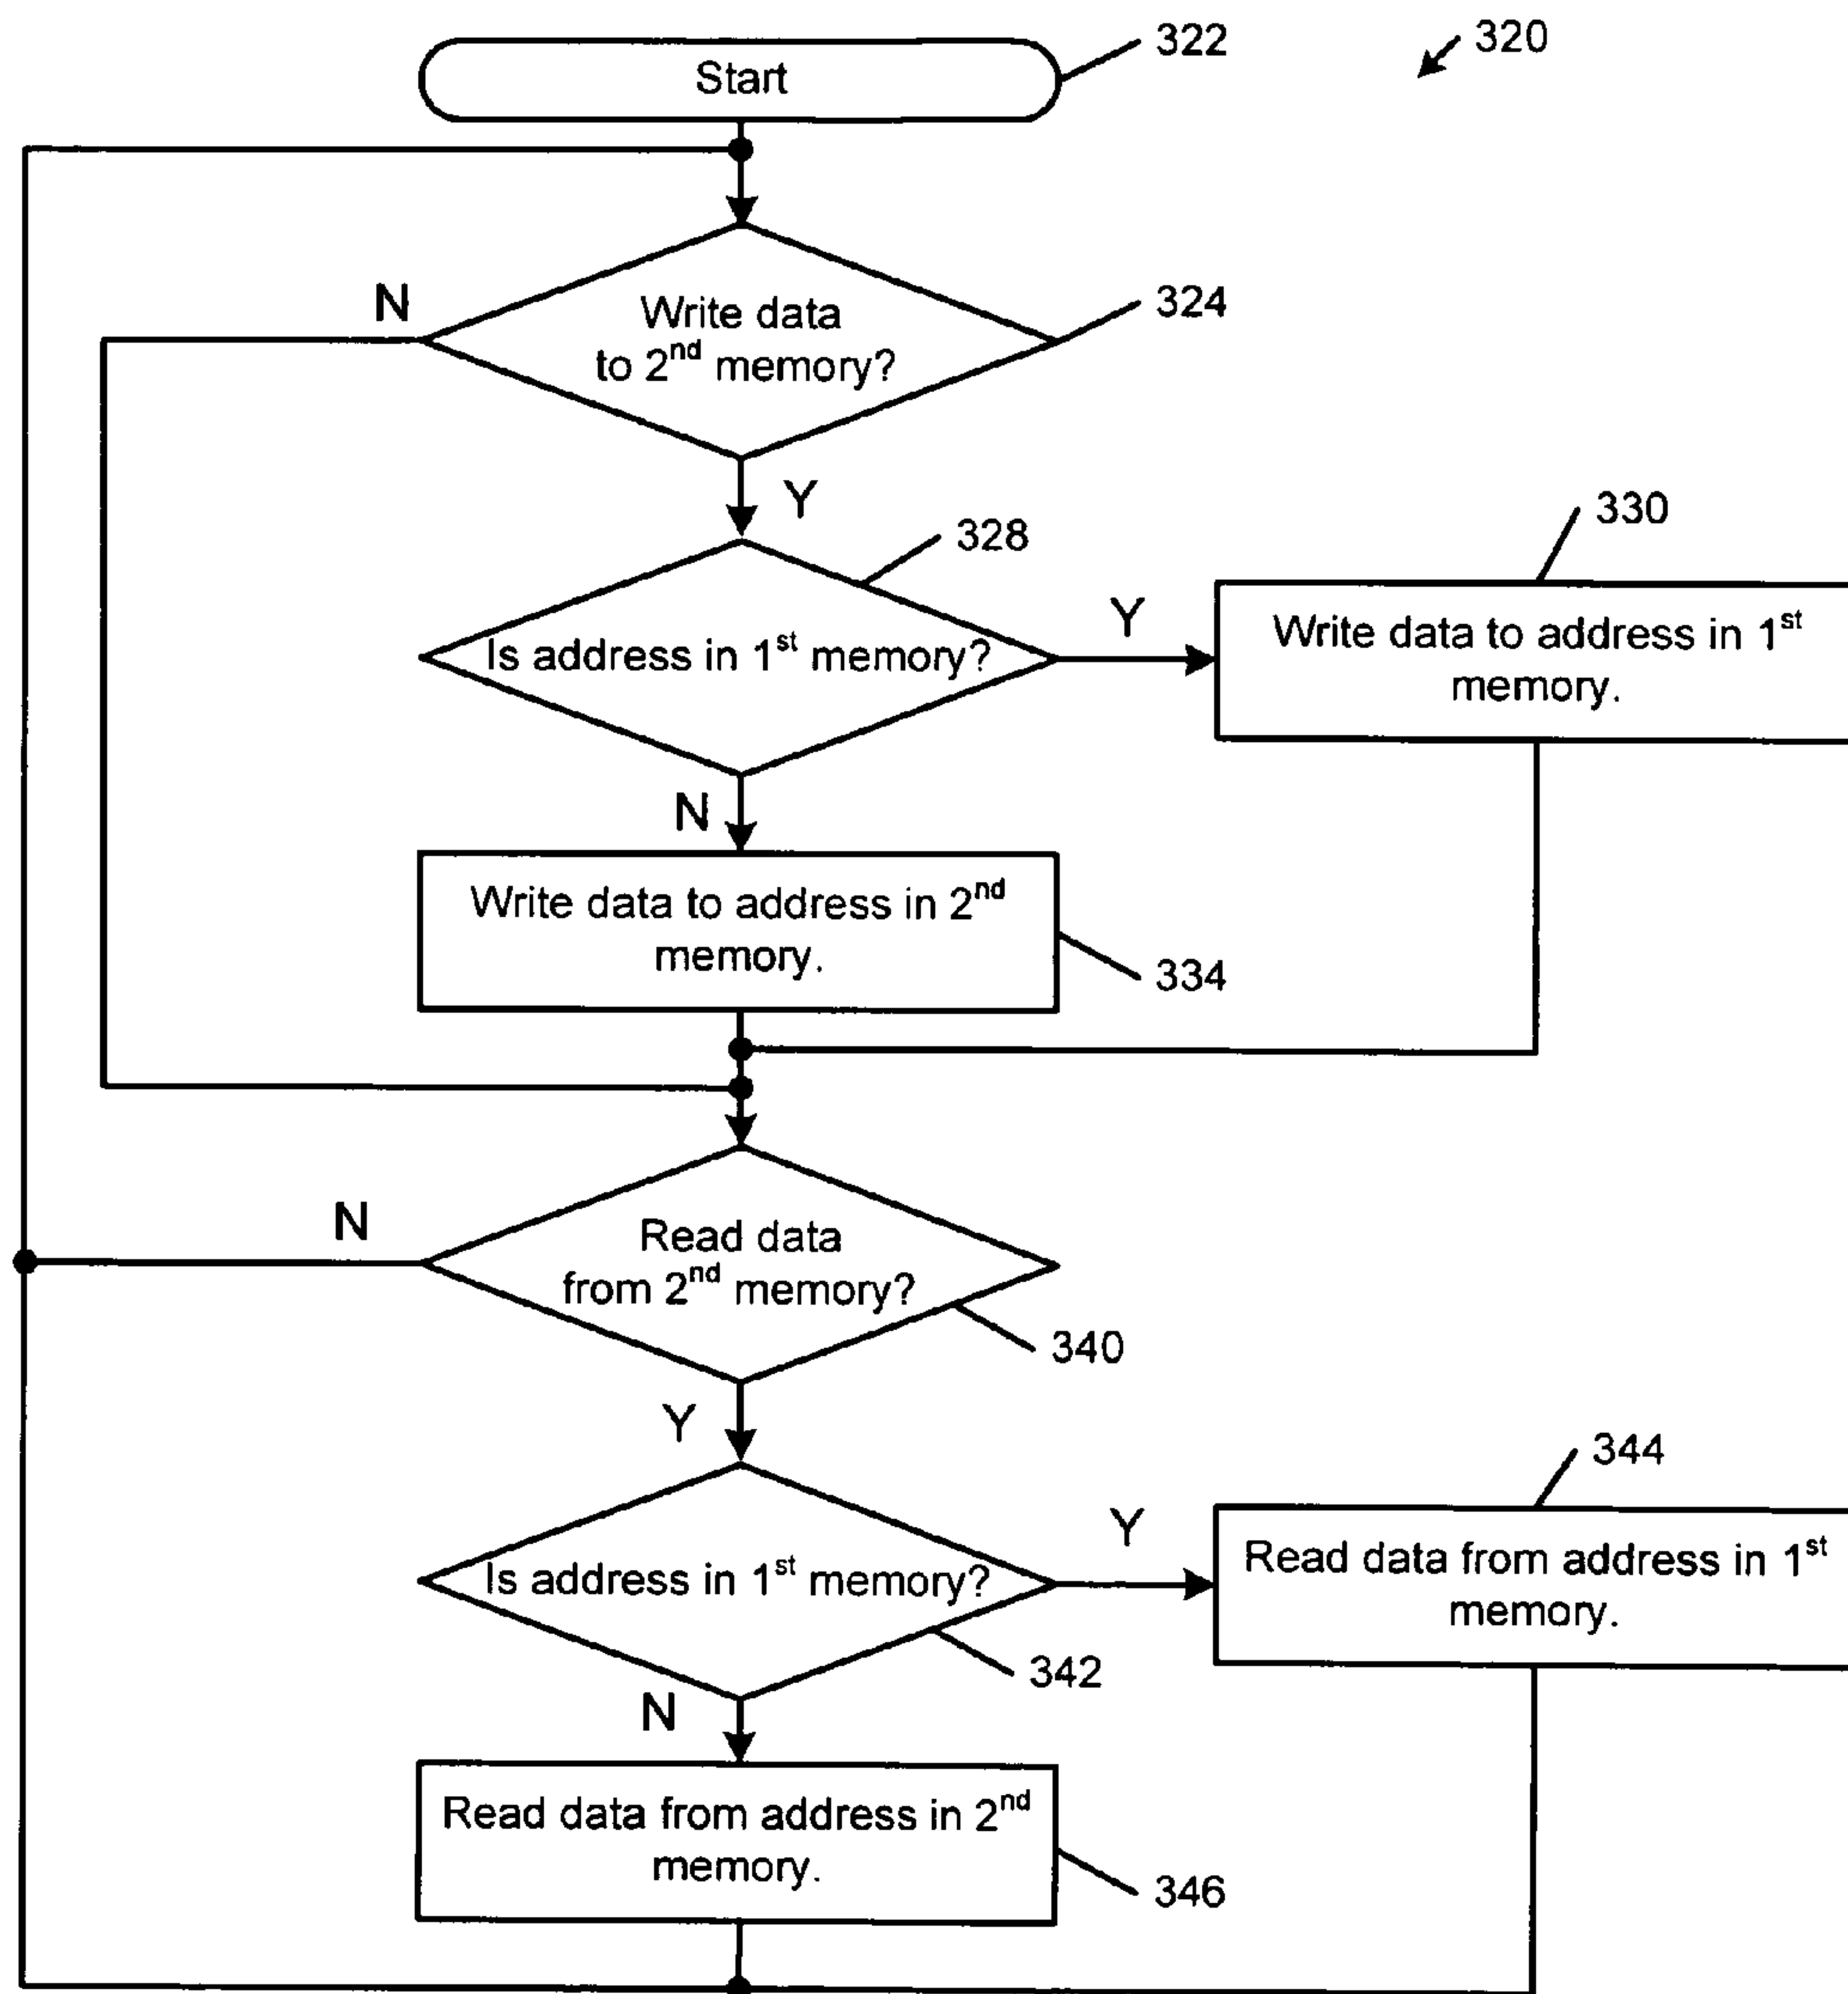 322
320
Start
N
Write data
to 2nd memory?
324
Y
328
330
Is address in 1st memory?
Y
Write data to address in 1st
memory.
N
Write data to address in 2nd
memory.
334
N
Read data
from 2nd memory?
340
Y
344
Is address in 1st memory?
Y
Read data from address in 1st
memory.
342
N
Read data from address in 2nd
memory.
346